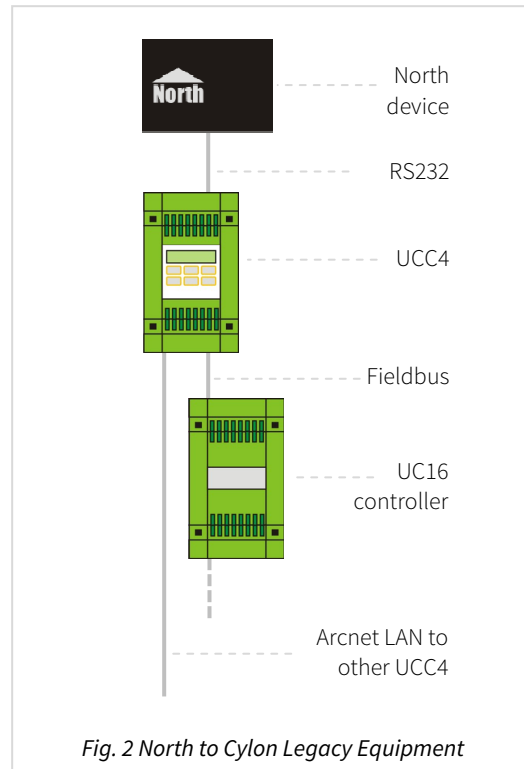 North
North
device
RS232
UCC4
Fieldbus
UC16
controller
Arcnet LAN to
other UCC4
Fig. 2 North to Cylon Legacy Equipment